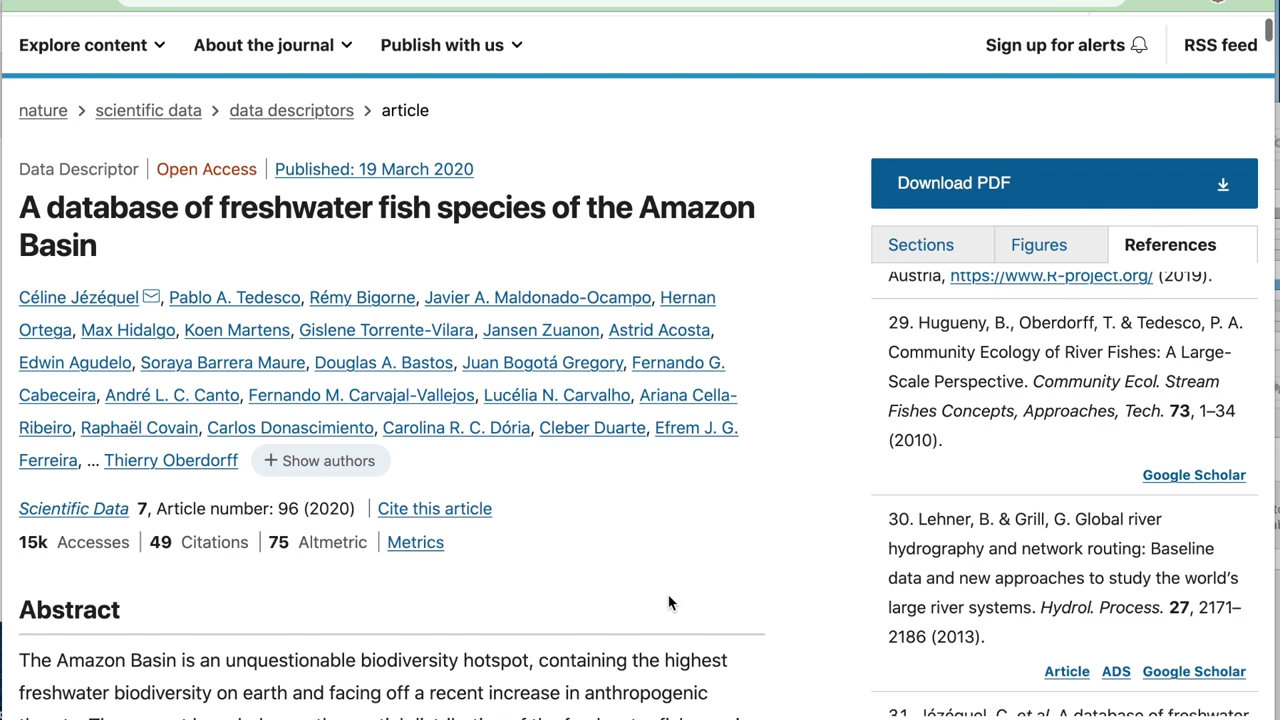 Explore content About the journal Publish with us Sign up for alerts RSS feed
nature > scientific data > data descriptors > article
Data Descriptor | Open Access | Published: 19 March 2020
A database of freshwater fish species of the Amazon
Basin
Céline Jézéquel, Pablo A. Tedesco, Rémy Bigorne, Javier A. Maldonado-Ocampo, Hernan
Ortega, Max Hidalgo, Koen Martens, Gislene Torrente-Vilara, Jansen Zuanon, Astrid Acosta,
Edwin Agudelo, Soraya Barrera Maure, Douglas A. Bastos, Juan Bogotá Gregory, Fernando G.
Cabeceira, André L. C. Canto, Fernando M. Carvajal-Vallejos, Lucélia N. Carvalho, Ariana Cella-
Ribeiro, Raphaël Covain, Carlos Donascimiento, Carolina R. C. Dória, Cleber Duarte, Efrem J. G.
Ferreira, ... Thierry Oberdorff + Show authors
Scientific Data 7, Article number: 96 (2020) | Cite this article
15k Accesses | 49 Citations | 75 Altmetric | Metrics
Abstract
The Amazon Basin is an unquestionable biodiversity hotspot, containing the highest
freshwater biodiversity on earth and facing off a recent increase in anthropogenic
Download PDF
Sections Figures References
Austria, https://www.R-project.org/ (2019).
29. Hugueny, B., Oberdorff, T. & Tedesco, P. A.
Community Ecology of River Fishes: A Large-
Scale Perspective. Community Ecol. Stream
Fishes Concepts, Approaches, Tech. 73, 1–34
(2010).
Google Scholar
30. Lehner, B. & Grill, G. Global river
hydrography and network routing: Baseline
data and new approaches to study the world's
large river systems. Hydrol. Process. 27, 2171–
2186 (2013).
Article ADS Google Scholar
31. Jézéquel, C. et al. A database of freshwater